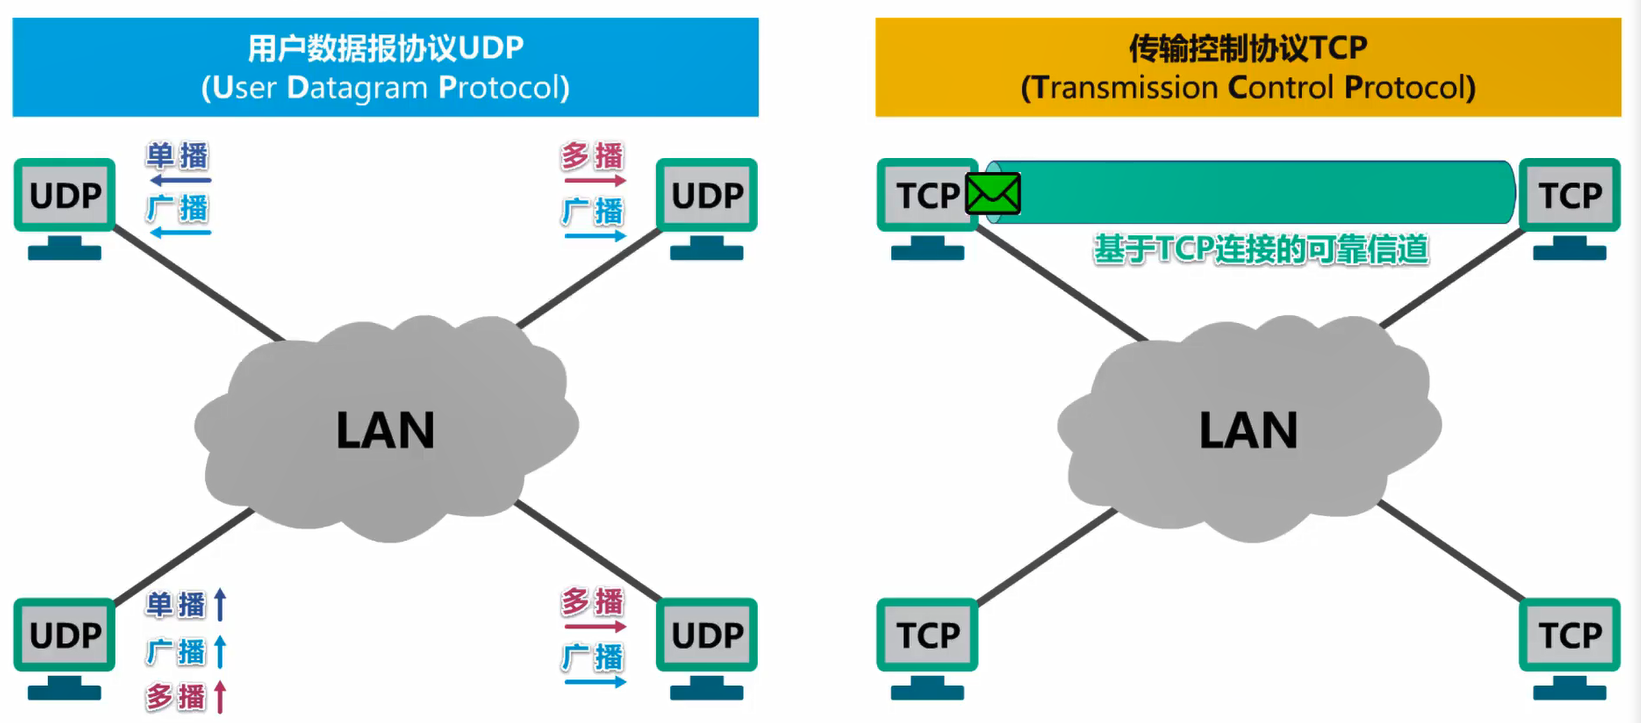 用户数据报协议UDP
(User Datagram Protocol)
单播
广播
多播
广播
UDP
UDP
LAN
单播
广播
多播
多播
广播
UDP
UDP
传输控制协议TCP
(Transmission Control Protocol)
TCP
TCP
基于TCP连接的可靠信道
LAN
TCP
TCP